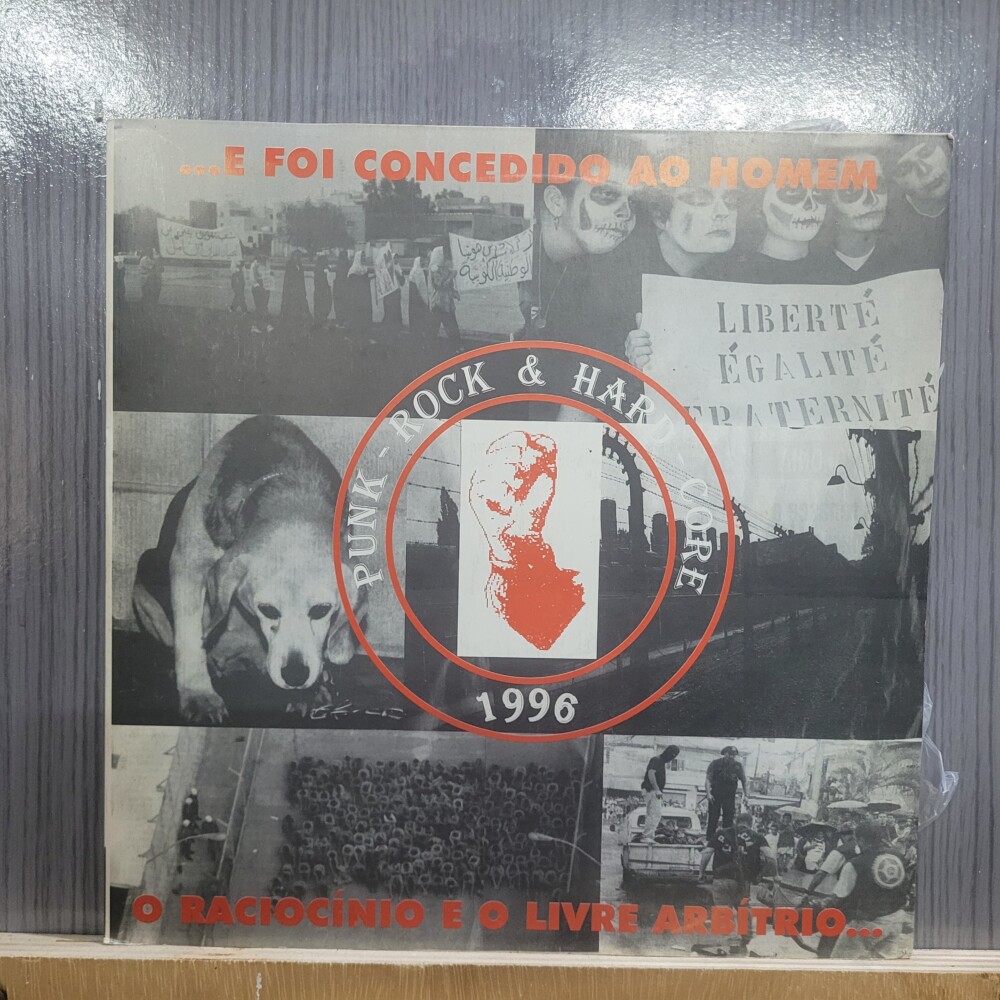 ...E FOI CONCEDIDO AO HOMEM
LIBERTÉ
ÉGALITÉ
FRATERNITÉ
PUNK - ROCK & HARD - CORE
1996
O RACIOCÍNIO E O LIVRE ARBÍTRIO...